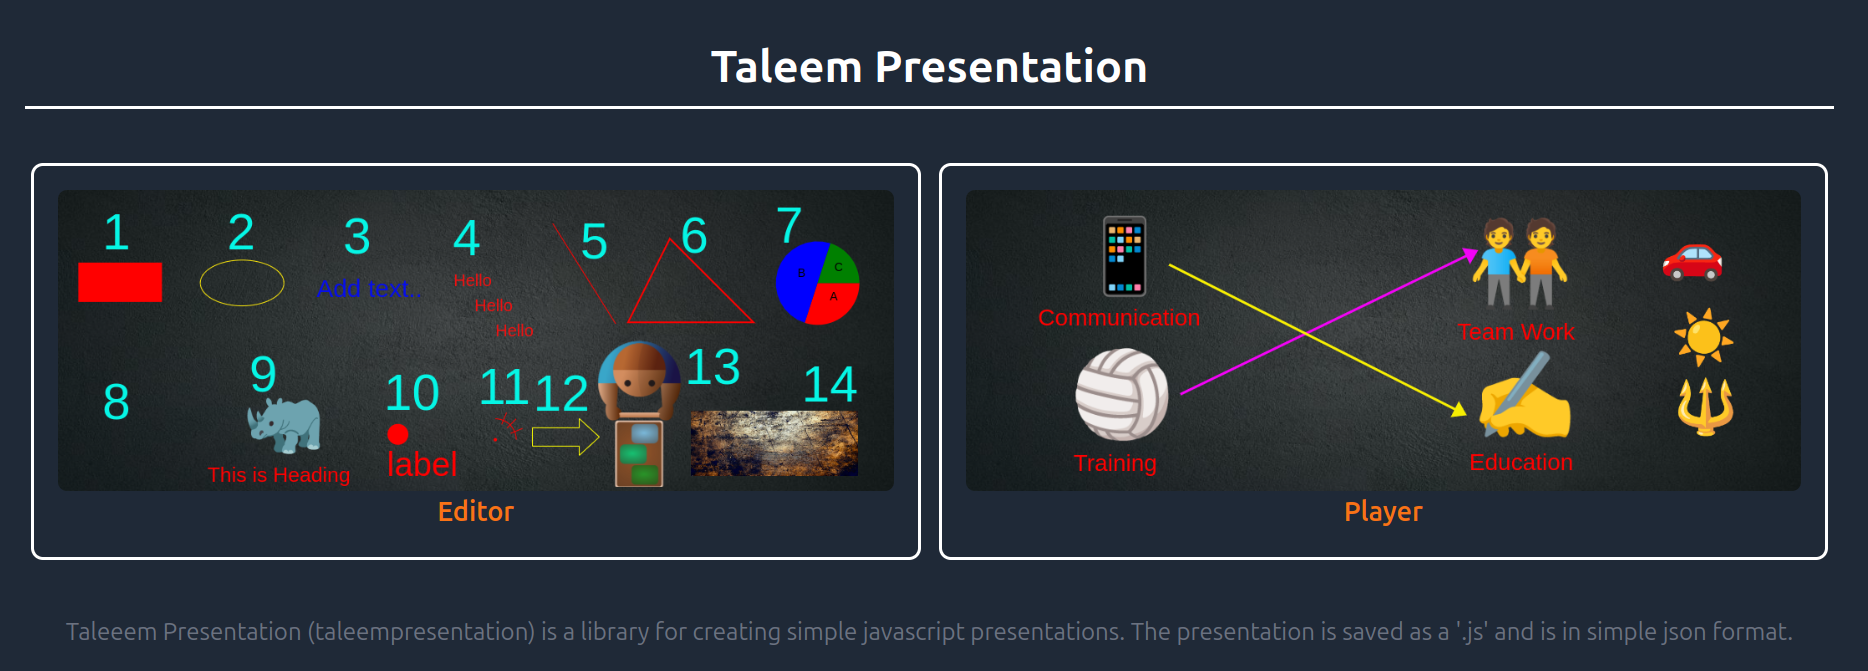 Taleem Presentation
1 2 3 4 5 6 7
Add text..
Hello
Hello
Hello
B C A
8 9 10 11 12 13 14
This is Heading
label
Editor
Communication
Team Work
Training
Education
Player
Taleeem Presentation (taleempresentation) is a library for creating simple javascript presentations. The presentation is saved as a '.js' and is in simple json format.